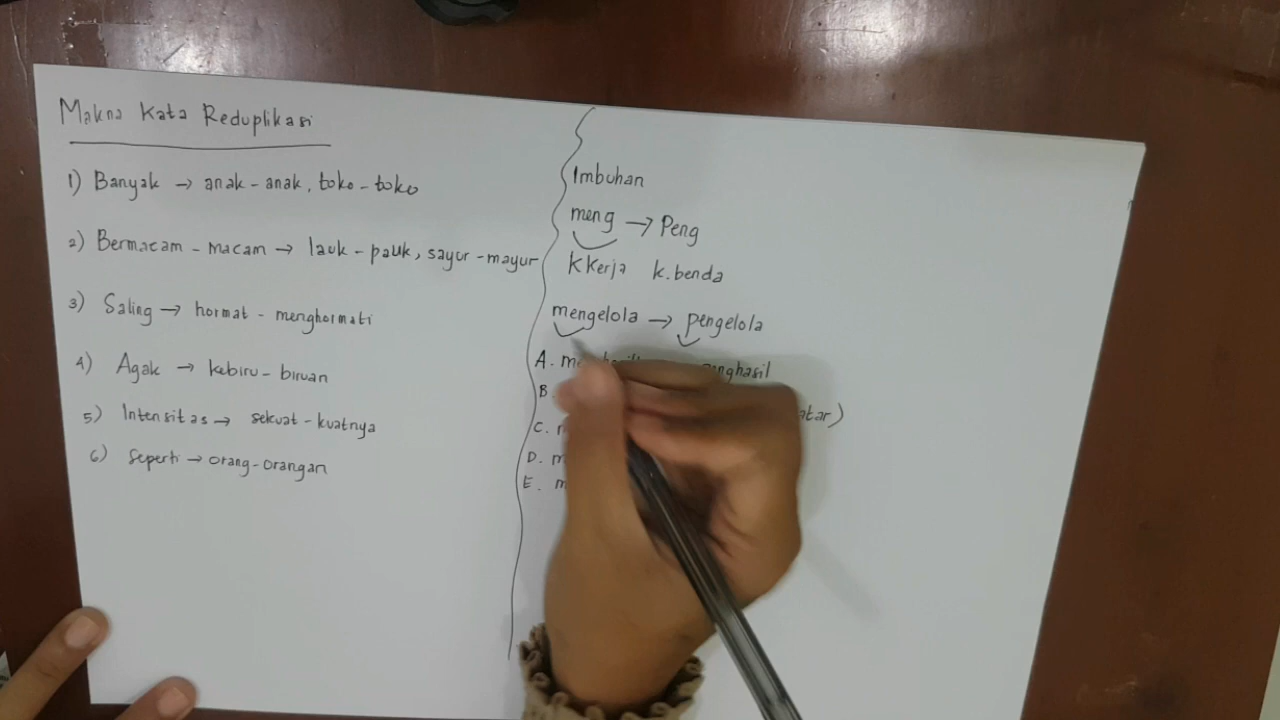 Makna Kata Reduplikasi
1) Banyak → anak - anak, toko - toko
2) Bermacam - macam → lauk - pauk, sayur - mayur
3) Saling → hormat - menghormati
4) Agak → kebiru - biruan
5) Intensitas → sekuat - kuatnya
6) Seperti → orang - orangan
Imbuhan
meng → Peng
K Kerja k. benda
mengelola → pengelola
A.
B.
C.
D.
E.